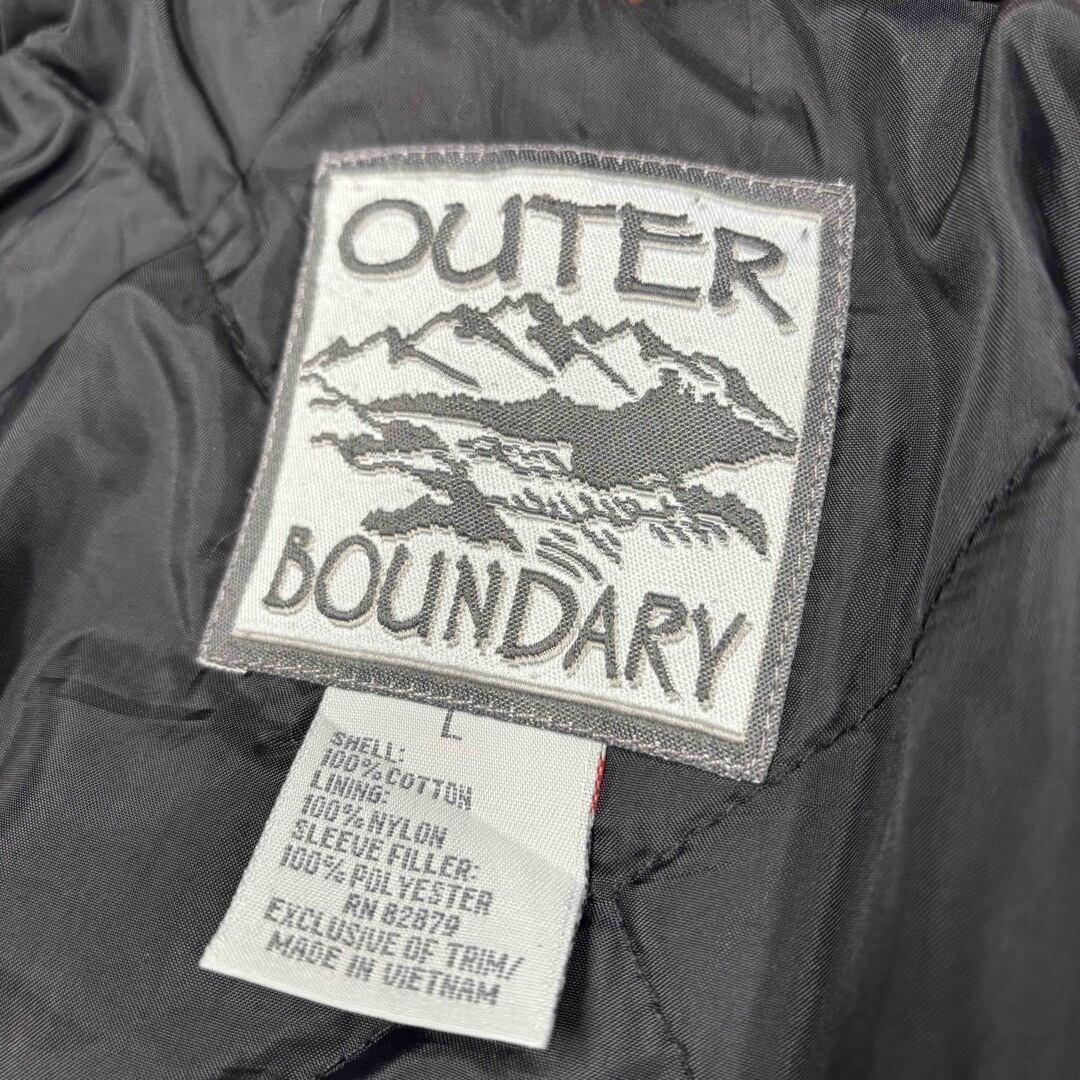 OUTER
BOUNDARY
L
SHELL:
100% COTTON
LINING:
100% NYLON
SLEEVE FILLER:
100% POLYESTER
RN 82879
EXCLUSIVE OF TRIM/
MADE IN VIETNAM